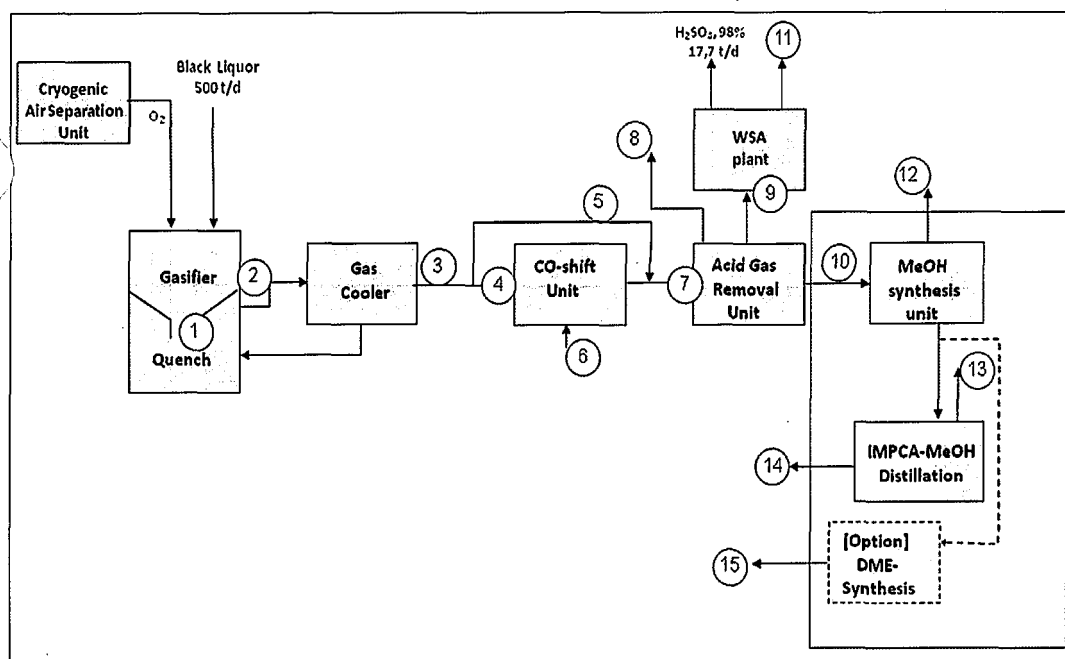 Cryogenic
Air Separation
Unit
O₂
Black Liquor
500 t/d
Gasifier
1
Quench
2
Gas
Cooler
3
4
5
CO-shift
Unit
6
7
8
Acid Gas
Removal
Unit
9
WSA
plant
H₂SO₄, 98%
17,7 t/d
11
10
12
MeOH
synthesis
unit
13
IMPCA-MeOH
Distillation
14
[Option]
DME-
Synthesis
15